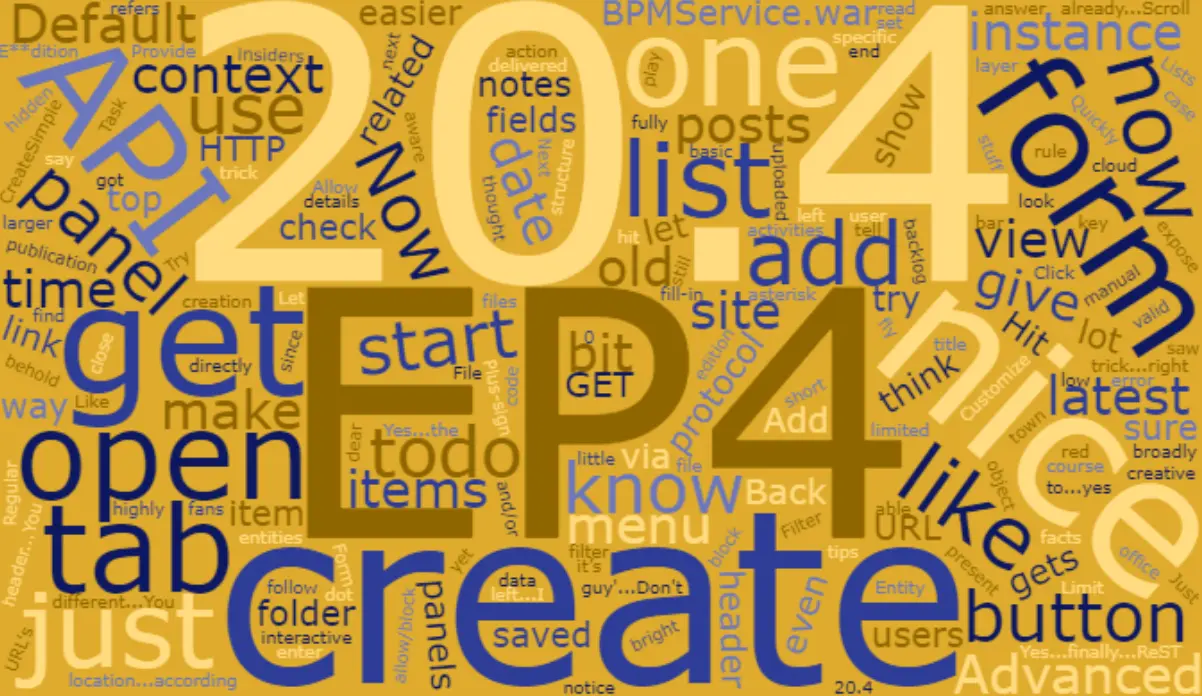 refers
Default
E**dition
Provide
Insiders
context
use
HTTP
trick
API
hidden
Task
CreateSimple
say
got
top
panel
larger
publication
Try
time
find
link
behold
way
Like
close
directly
since
creation
Let
Allow
details
check
easier
next
related
aware
Now
20.4
action
delivered
notes
fields
date
Next
structure
thought
BPMService.war
read
set
one
play
specific
end
fully
basic
posts
show
list
uploaded
let
hit
left
user
activities
tell
old
still
add
backlog
answer
already...Scroll
instance
layer
Lists
case
Quickly
now
form
stuff
rule
cloud
look
bar
key
expose
view
Click
manual
valid
give
Hit
lot
saw
trick...right
get
files
start
File
plus-sign
code
EP4
0
bit
GET
fill-in
asterisk
site
edition
protocol
short
try
fly
title
think
Customize
low
error
latest
sure
nice
town
red
course
to...yes
broadly
creative
make
open
dear
Yes...the
todo
items
and/or
little
via
file
know
Add
Back
limited
like
object
menu
Filter
able
URL
Regular
highly
fans
item
entities
tab
header...You
different...You
just
URL's
location...according
create
Form
dot
follow
folder
interactive
enter
allow/block
panels
yet
data
left...I
saved
filter
it's
guy'...Don't
bright
notice
block
header
tips
even
Entity
users
20.4
present
gets
facts
office
Limit
Just
button
Yes...finally...ReST
Advanced